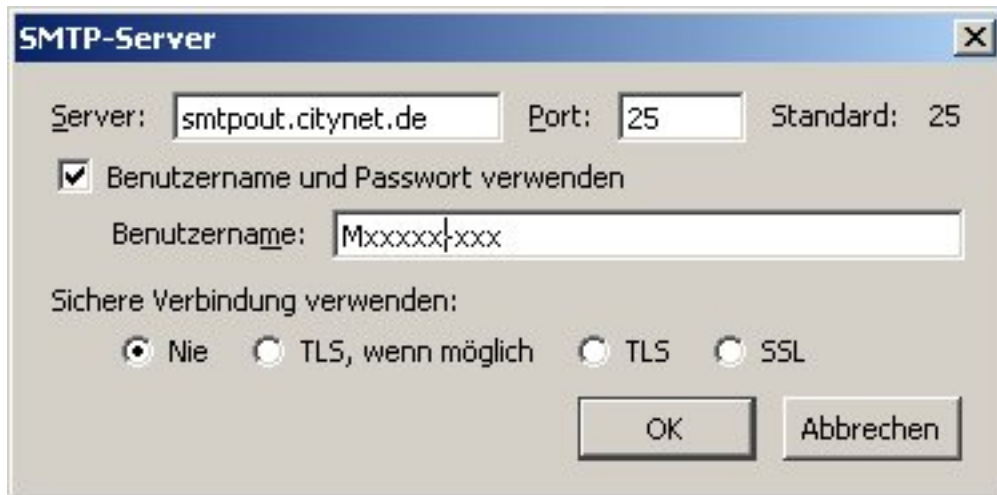 SMTP-Server
Server: smtpout.citynet.de Port: 25 Standard: 25
Benutzername und Passwort verwenden
Benutzername: Mxxxxx-xxx
Sichere Verbindung verwenden:
Nie TLS, wenn möglich TLS SSL
OK Abbrechen